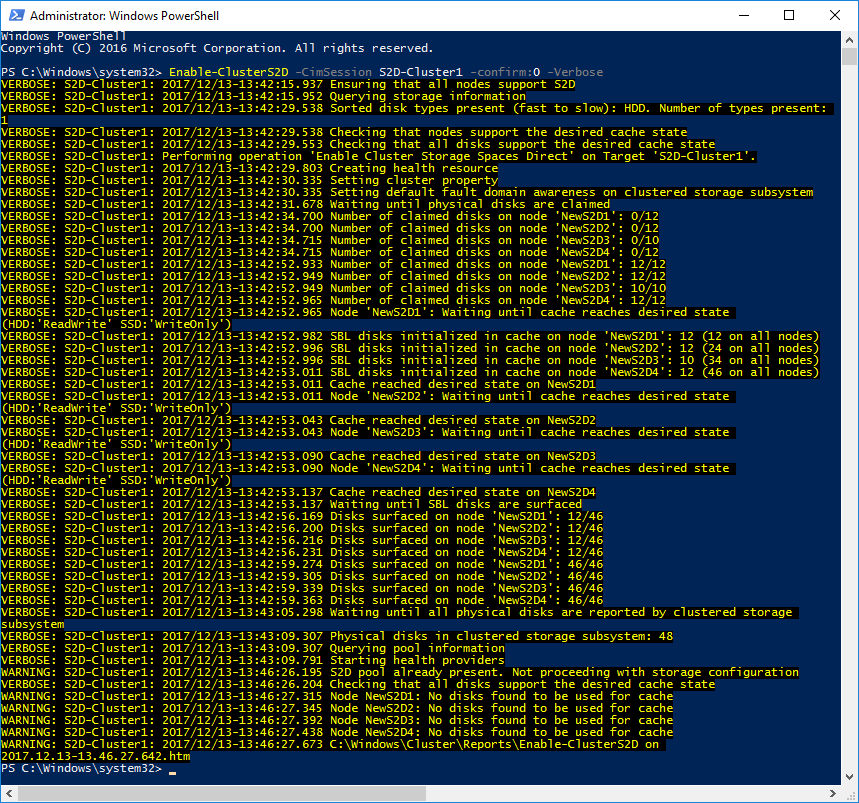 Administrator: Windows PowerShell
Windows PowerShell
Copyright (C) 2016 Microsoft Corporation. All rights reserved.
PS C:\Windows\system32> Enable-ClusterS2D -CimSession S2D-Cluster1 -confirm:0 -Verbose
VERBOSE: S2D-Cluster1: 2017/12/13-13:42:15.937 Ensuring that all nodes support S2D
VERBOSE: S2D-Cluster1: 2017/12/13-13:42:15.952 Querying storage information
VERBOSE: S2D-Cluster1: 2017/12/13-13:42:29.538 Sorted disk types present (fast to slow): HDD. Number of types present:
1
VERBOSE: S2D-Cluster1: 2017/12/13-13:42:29.538 Checking that nodes support the desired cache state
VERBOSE: S2D-Cluster1: 2017/12/13-13:42:29.553 Checking that all disks support the desired cache state
VERBOSE: S2D-Cluster1: Performing operation 'Enable Cluster Storage Spaces Direct' on Target 'S2D-Cluster1'.
VERBOSE: S2D-Cluster1: 2017/12/13-13:42:29.803 Creating health resource
VERBOSE: S2D-Cluster1: 2017/12/13-13:42:30.335 Setting cluster property
VERBOSE: S2D-Cluster1: 2017/12/13-13:42:30.335 Setting default fault domain awareness on clustered storage subsystem
VERBOSE: S2D-Cluster1: 2017/12/13-13:42:31.678 Waiting until physical disks are claimed
VERBOSE: S2D-Cluster1: 2017/12/13-13:42:34.700 Number of claimed disks on node 'NewS2D1': 0/12
VERBOSE: S2D-Cluster1: 2017/12/13-13:42:34.700 Number of claimed disks on node 'NewS2D2': 0/12
VERBOSE: S2D-Cluster1: 2017/12/13-13:42:34.715 Number of claimed disks on node 'NewS2D3': 0/10
VERBOSE: S2D-Cluster1: 2017/12/13-13:42:34.715 Number of claimed disks on node 'NewS2D4': 0/12
VERBOSE: S2D-Cluster1: 2017/12/13-13:42:52.933 Number of claimed disks on node 'NewS2D1': 12/12
VERBOSE: S2D-Cluster1: 2017/12/13-13:42:52.949 Number of claimed disks on node 'NewS2D2': 12/12
VERBOSE: S2D-Cluster1: 2017/12/13-13:42:52.949 Number of claimed disks on node 'NewS2D3': 10/10
VERBOSE: S2D-Cluster1: 2017/12/13-13:42:52.965 Number of claimed disks on node 'NewS2D4': 12/12
VERBOSE: S2D-Cluster1: 2017/12/13-13:42:52.965 Node 'NewS2D1': Waiting until cache reaches desired state
(HDD:'ReadWrite' SSD:'WriteOnly')
VERBOSE: S2D-Cluster1: 2017/12/13-13:42:52.982 SBL disks initialized in cache on node 'NewS2D1': 12 (12 on all nodes)
VERBOSE: S2D-Cluster1: 2017/12/13-13:42:52.996 SBL disks initialized in cache on node 'NewS2D2': 12 (24 on all nodes)
VERBOSE: S2D-Cluster1: 2017/12/13-13:42:52.996 SBL disks initialized in cache on node 'NewS2D3': 10 (34 on all nodes)
VERBOSE: S2D-Cluster1: 2017/12/13-13:42:53.011 SBL disks initialized in cache on node 'NewS2D4': 12 (46 on all nodes)
VERBOSE: S2D-Cluster1: 2017/12/13-13:42:53.011 Cache reached desired state on NewS2D1
VERBOSE: S2D-Cluster1: 2017/12/13-13:42:53.011 Node 'NewS2D2': Waiting until cache reaches desired state
(HDD:'ReadWrite' SSD:'WriteOnly')
VERBOSE: S2D-Cluster1: 2017/12/13-13:42:53.043 Cache reached desired state on NewS2D2
VERBOSE: S2D-Cluster1: 2017/12/13-13:42:53.043 Node 'NewS2D3': Waiting until cache reaches desired state
(HDD:'ReadWrite' SSD:'WriteOnly')
VERBOSE: S2D-Cluster1: 2017/12/13-13:42:53.090 Cache reached desired state on NewS2D3
VERBOSE: S2D-Cluster1: 2017/12/13-13:42:53.090 Node 'NewS2D4': Waiting until cache reaches desired state
(HDD:'ReadWrite' SSD:'WriteOnly')
VERBOSE: S2D-Cluster1: 2017/12/13-13:42:53.137 Cache reached desired state on NewS2D4
VERBOSE: S2D-Cluster1: 2017/12/13-13:42:53.137 Waiting until SBL disks are surfaced
VERBOSE: S2D-Cluster1: 2017/12/13-13:42:56.169 Disks surfaced on node 'NewS2D1': 12/46
VERBOSE: S2D-Cluster1: 2017/12/13-13:42:56.200 Disks surfaced on node 'NewS2D2': 12/46
VERBOSE: S2D-Cluster1: 2017/12/13-13:42:56.216 Disks surfaced on node 'NewS2D3': 12/46
VERBOSE: S2D-Cluster1: 2017/12/13-13:42:56.231 Disks surfaced on node 'NewS2D4': 12/46
VERBOSE: S2D-Cluster1: 2017/12/13-13:42:59.274 Disks surfaced on node 'NewS2D1': 46/46
VERBOSE: S2D-Cluster1: 2017/12/13-13:42:59.305 Disks surfaced on node 'NewS2D2': 46/46
VERBOSE: S2D-Cluster1: 2017/12/13-13:42:59.339 Disks surfaced on node 'NewS2D3': 46/46
VERBOSE: S2D-Cluster1: 2017/12/13-13:42:59.363 Disks surfaced on node 'NewS2D4': 46/46
VERBOSE: S2D-Cluster1: 2017/12/13-13:43:05.298 Waiting until all physical disks are reported by clustered storage
subsystem
VERBOSE: S2D-Cluster1: 2017/12/13-13:43:09.307 Physical disks in clustered storage subsystem: 48
VERBOSE: S2D-Cluster1: 2017/12/13-13:43:09.307 Querying pool information
VERBOSE: S2D-Cluster1: 2017/12/13-13:43:09.791 Starting health providers
WARNING: S2D-Cluster1: 2017/12/13-13:46:26.195 S2D pool already present. Not proceeding with storage configuration
VERBOSE: S2D-Cluster1: 2017/12/13-13:46:26.204 Checking that all disks support the desired cache state
WARNING: S2D-Cluster1: 2017/12/13-13:46:27.315 Node NewS2D1: No disks found to be used for cache
WARNING: S2D-Cluster1: 2017/12/13-13:46:27.345 Node NewS2D2: No disks found to be used for cache
WARNING: S2D-Cluster1: 2017/12/13-13:46:27.392 Node NewS2D3: No disks found to be used for cache
WARNING: S2D-Cluster1: 2017/12/13-13:46:27.438 Node NewS2D4: No disks found to be used for cache
WARNING: S2D-Cluster1: 2017/12/13-13:46:27.673 C:\Windows\Cluster\Reports\Enable-ClusterS2D on
2017.12.13-13.46.27.642.htm
PS C:\Windows\system32> _